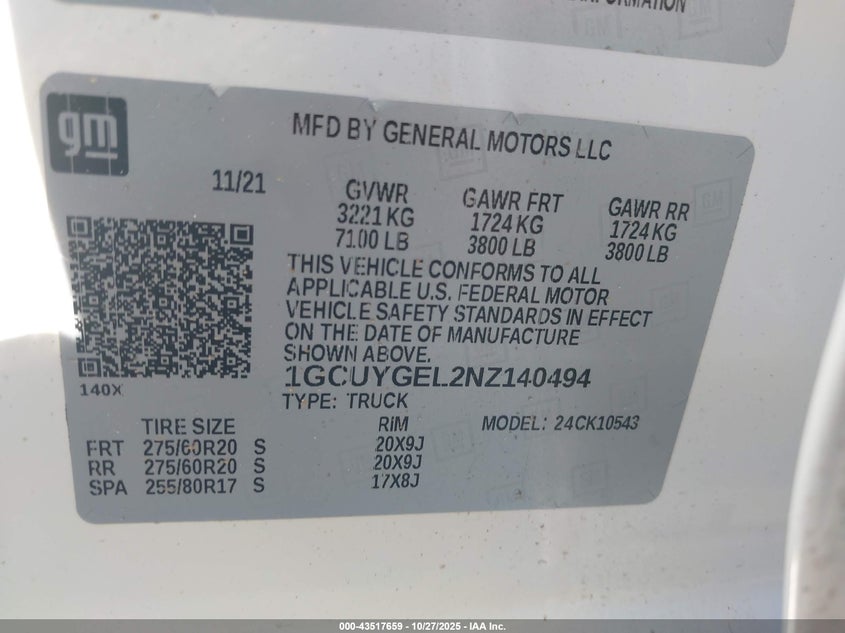 INFORMATION
gm
MFD BY GENERAL MOTORS LLC
11/21
GVWR
3221 KG
7100 LB
GAWR FRT
1724 KG
3800 LB
GAWR RR
1724 KG
3800 LB
THIS VEHICLE CONFORMS TO ALL
APPLICABLE U.S. FEDERAL MOTOR
VEHICLE SAFETY STANDARDS IN EFFECT
ON THE DATE OF MANUFACTURE
SHOWN ABOVE.
1GCUYGEL2NZ140494
TYPE: TRUCK
140X
TIRE SIZE RIM MODEL: 24CK10543
FRT 275/60R20 S 20X9J
RR 275/60R20 S 20X9J
SPA 255/80R17 S 17X8J
000-43517659 - 10/27/2025 - IAA Inc.